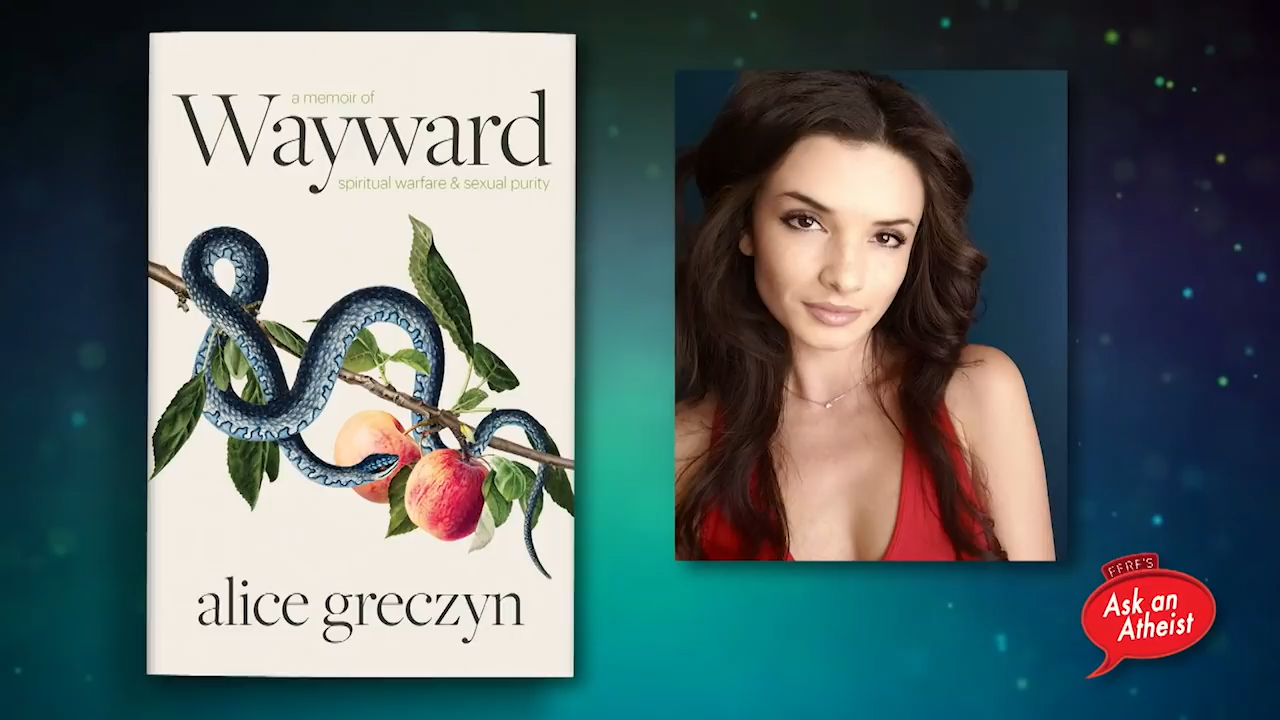 a memoir of
Wayward
spiritual warfare & sexual purity
alice greczyn
FFRF'S
Ask an
Atheist